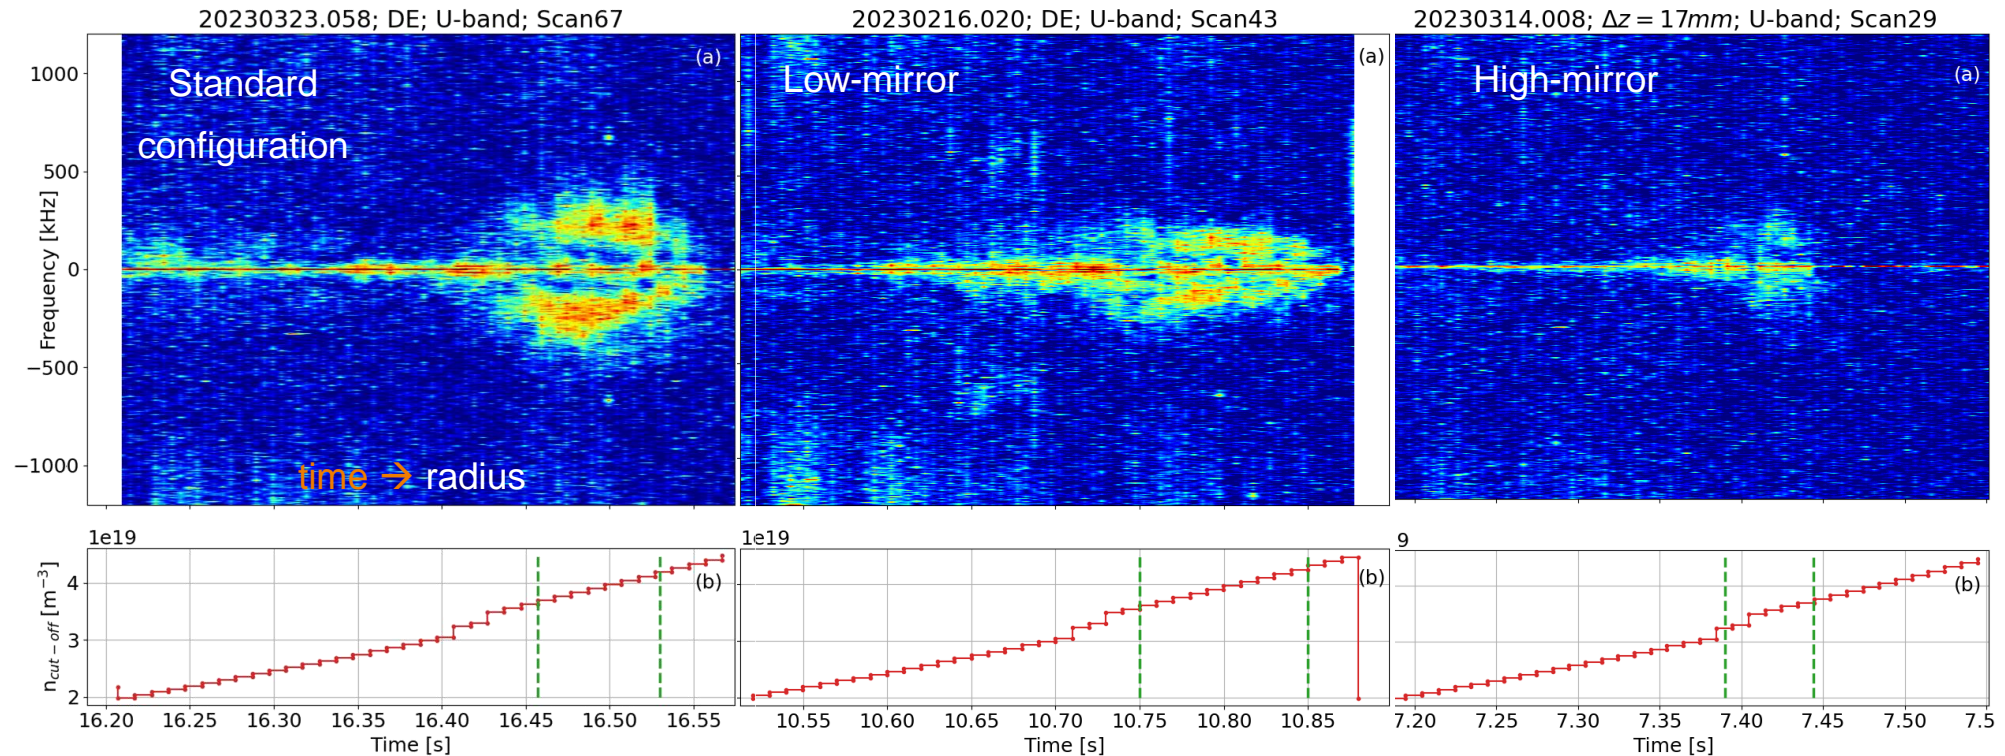 20230323.058; DE; U-band; Scan67
20230216.020; DE; U-band; Scan43
20230314.008; Δz = 17mm; U-band; Scan29
(a)
(a)
(a)
Standard
configuration
Low-mirror
High-mirror
Frequency [kHz]
1000
500
0
−500
−1000
time → radius
1e19
1e19
9
n_cut−off [m⁻³]
4
3
2
(b)
(b)
(b)
16.20 16.25 16.30 16.35 16.40 16.45 16.50 16.55
10.55 10.60 10.65 10.70 10.75 10.80 10.85
7.20 7.25 7.30 7.35 7.40 7.45 7.50 7.5
Time [s]
Time [s]
Time [s]